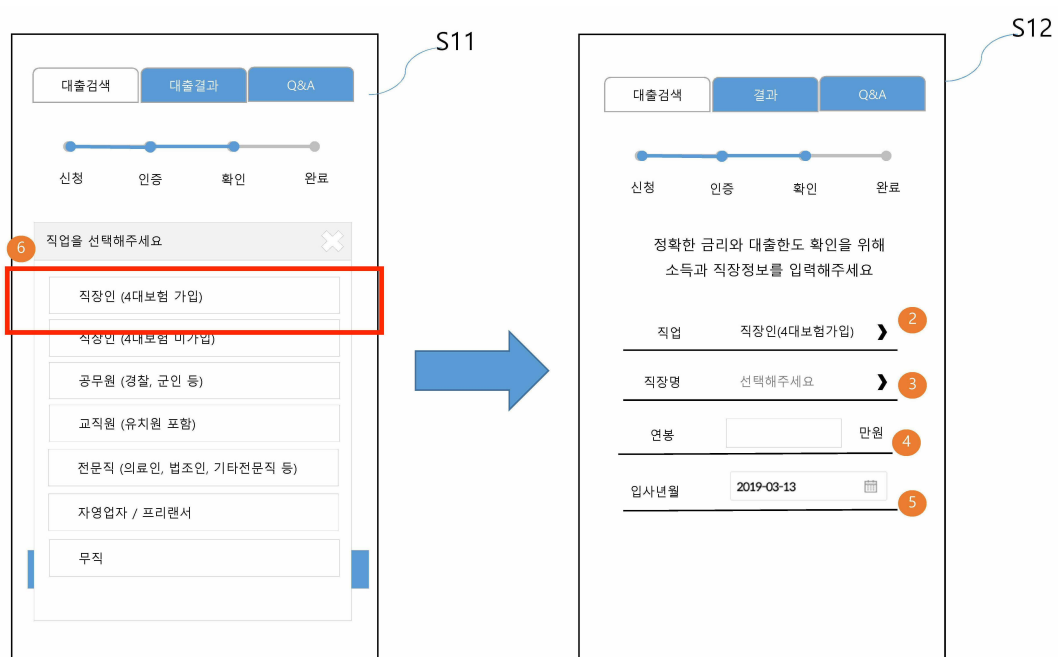 S11
대출검색 대출결과 Q&A
신청 인증 확인 완료
6 직업을 선택해주세요
직장인 (4대보험 가입)
직장인 (4대보험 미가입)
공무원 (경찰, 군인 등)
교직원 (유치원 포함)
전문직 (의료인, 법조인, 기타전문직 등)
자영업자 / 프리랜서
무직
S12
대출검색 결과 Q&A
신청 인증 확인 완료
정확한 금리와 대출한도 확인을 위해
소득과 직장정보를 입력해주세요
직업 직장인(4대보험가입) 2
직장명 선택해주세요 3
연봉 만원 4
입사년월 2019-03-13 5